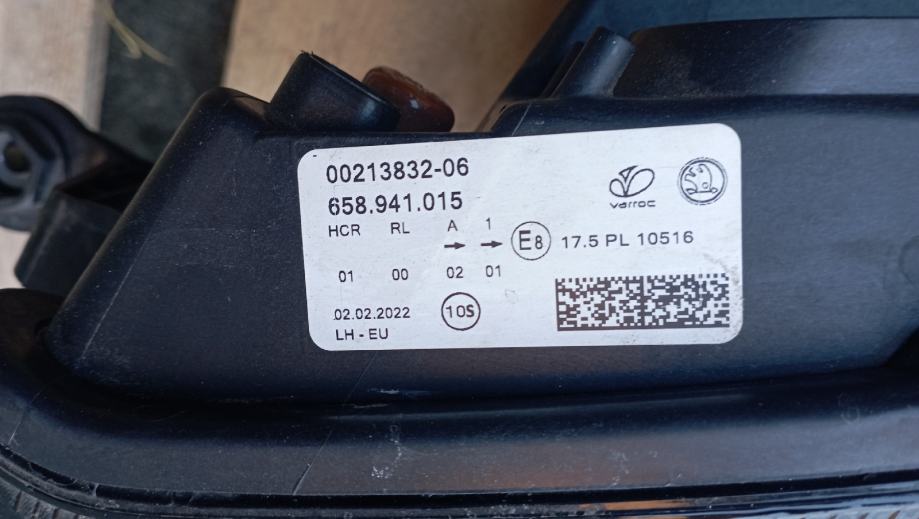 00213832-06
658.941.015
varroc
HCR RL A 1
E8 17.5 PL 10516
01 00 02 01
02.02.2022
10S
LH - EU